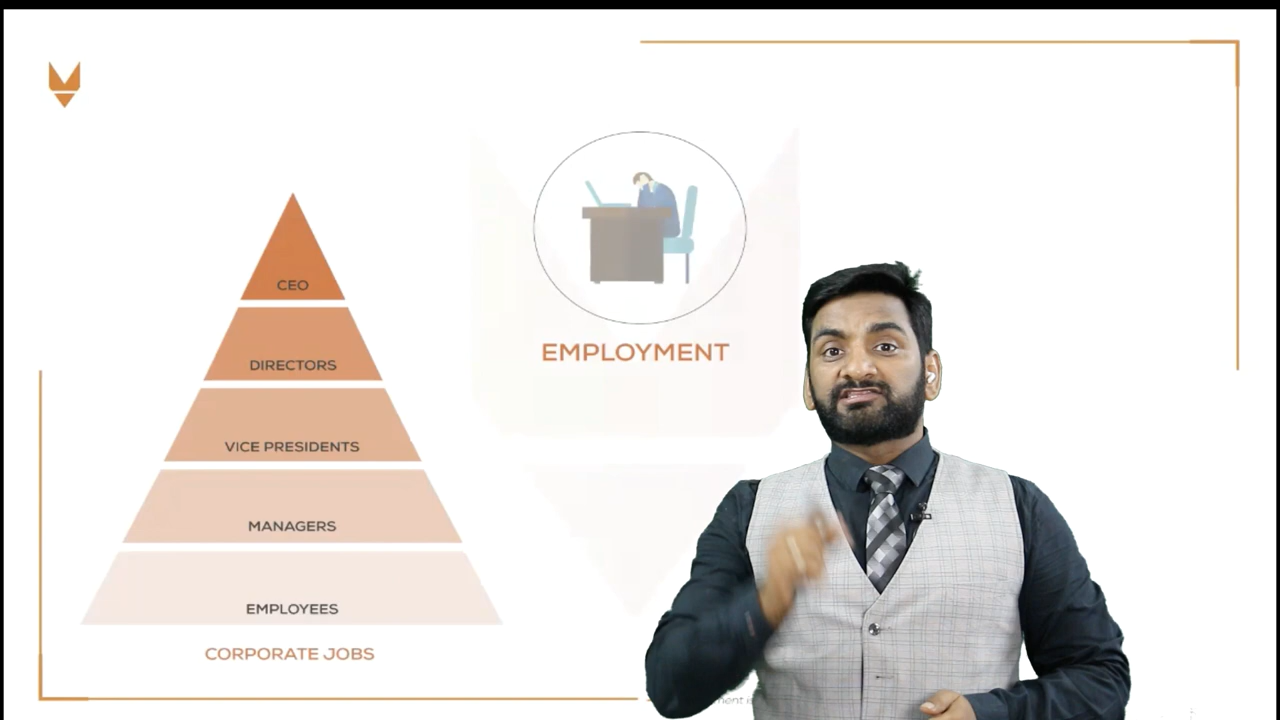 CEO
DIRECTORS
VICE PRESIDENTS
MANAGERS
EMPLOYEES
CORPORATE JOBS
EMPLOYMENT